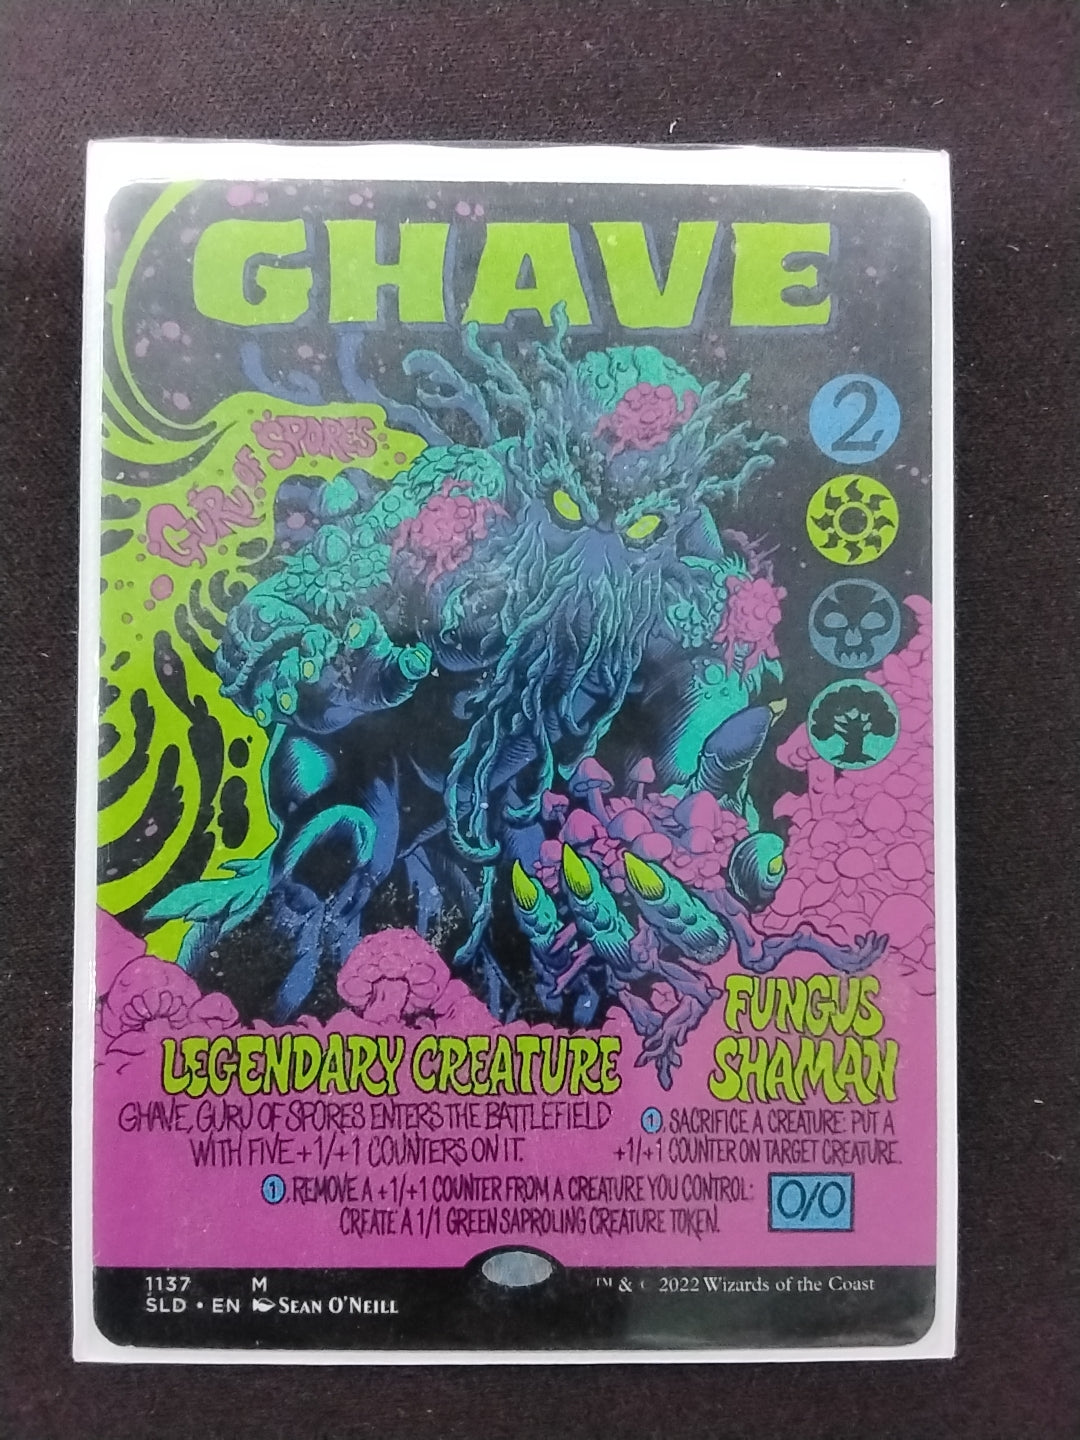 GHAVE
GURU OF SPORES
2
LEGENDARY CREATURE
FUNGUS
SHAMAN
GHAVE, GURU OF SPORES ENTERS THE BATTLEFIELD
WITH FIVE +1/+1 COUNTERS ON IT.
1, SACRIFICE A CREATURE: PUT A
+1/+1 COUNTER ON TARGET CREATURE.
1, REMOVE A +1/+1 COUNTER FROM A CREATURE YOU CONTROL:
CREATE A 1/1 GREEN SAPROLING CREATURE TOKEN.
0/0
1137 M
SLD • EN SEAN O'NEILL
™ & © 2022 Wizards of the Coast